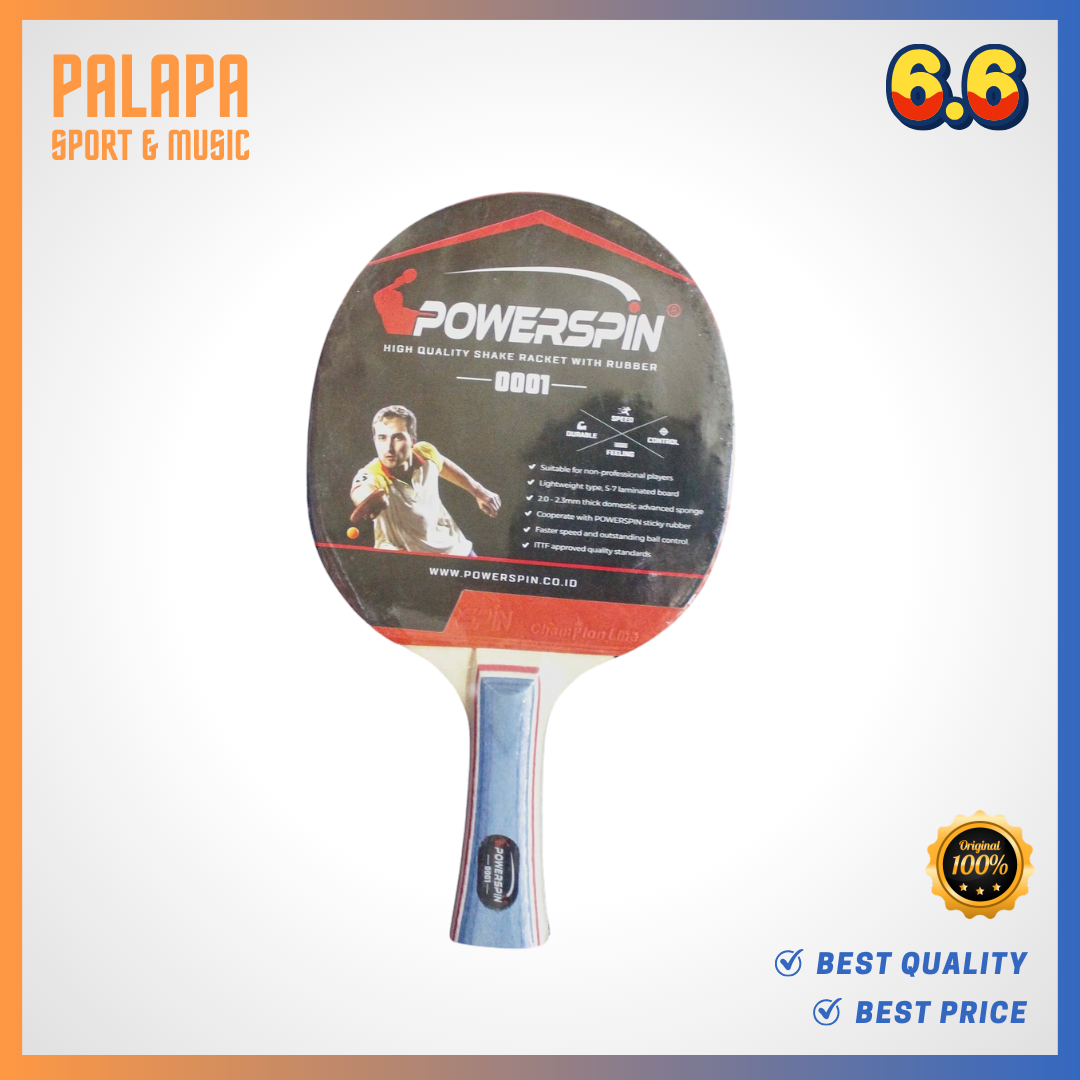 PALAPA
SPORT & MUSIC
6.6
POWERSPIN®
HIGH QUALITY SHAKE RACKET WITH RUBBER
0001
SPEED
DURABLE
CONTROL
FEELING
Suitable for non-professional players
Lightweight type, 5-7 laminated board
2.0 - 2.3mm thick domestic advanced sponge
Cooperate with POWERSPIN sticky rubber
Faster speed and outstanding ball control.
ITTF approved quality standards
WWW.POWERSPIN.CO.ID
SPIN
ChamPion Line
POWERSPIN
0001
Original
100%
BEST QUALITY
BEST PRICE